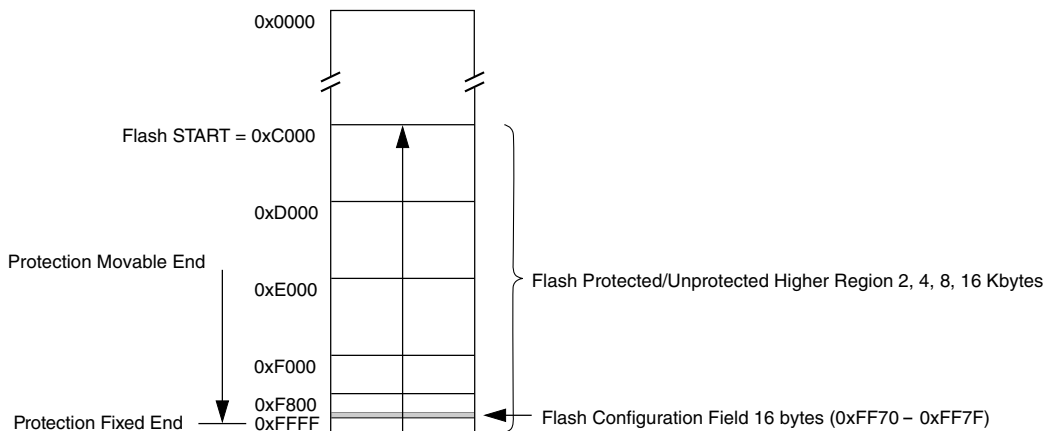 0x0000
Flash START = 0xC000
0xD000
Protection Movable End
0xE000
Flash Protected/Unprotected Higher Region 2, 4, 8, 16 Kbytes
0xF000
0xF800
Protection Fixed End
0xFFFF
Flash Configuration Field 16 bytes (0xFF70 – 0xFF7F)